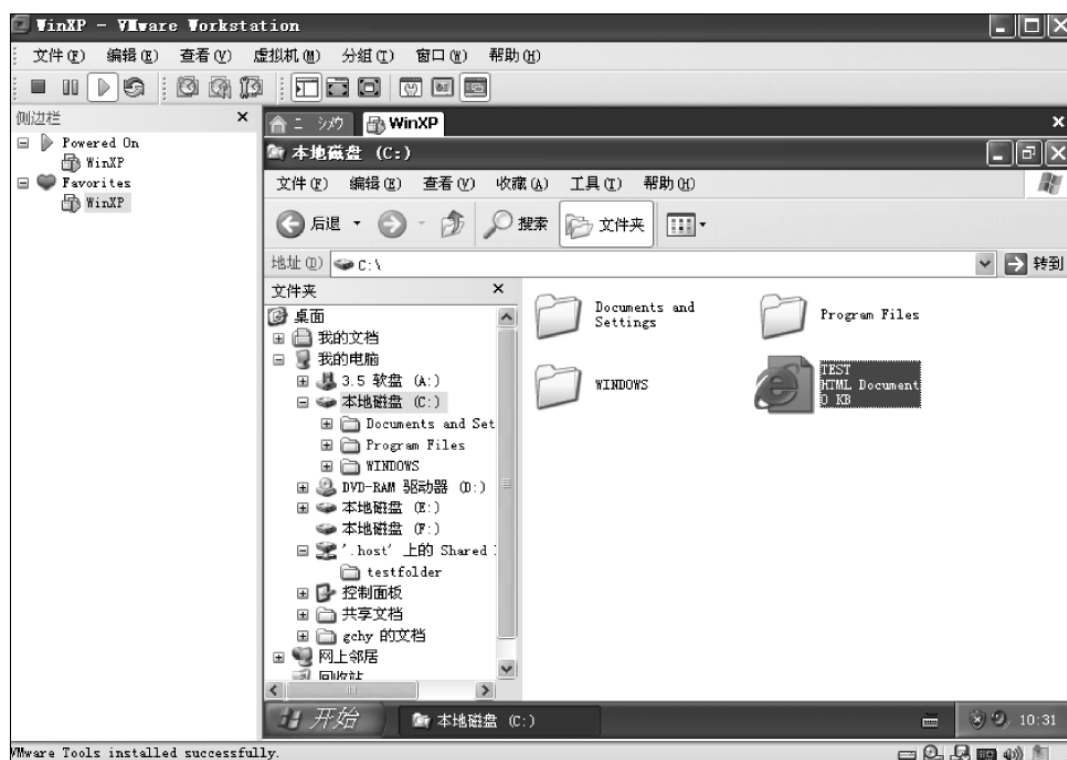 WinXP - VMware Workstation
文件(F) 编辑(E) 查看(V) 虚拟机(M) 分组(T) 窗口(W) 帮助(H)
侧边栏
Powered On
WinXP
Favorites
WinXP
WinXP
本地磁盘 (C:)
文件(F) 编辑(E) 查看(V) 收藏(A) 工具(T) 帮助(H)
后退 搜索 文件夹
地址(D) C:\ 转到
文件夹
桌面
我的文档
我的电脑
3.5 软盘 (A:)
本地磁盘 (C:)
Documents and Set
Program Files
WINDOWS
DVD-RAM 驱动器 (D:)
本地磁盘 (E:)
本地磁盘 (F:)
'.host' 上的 Shared
testfolder
控制面板
共享文档
gchy 的文档
网上邻居
回收站
Documents and Settings
Program Files
WINDOWS
TEST
HTML Document
0 KB
开始 本地磁盘 (C:) 10:31
VMware Tools installed successfully.